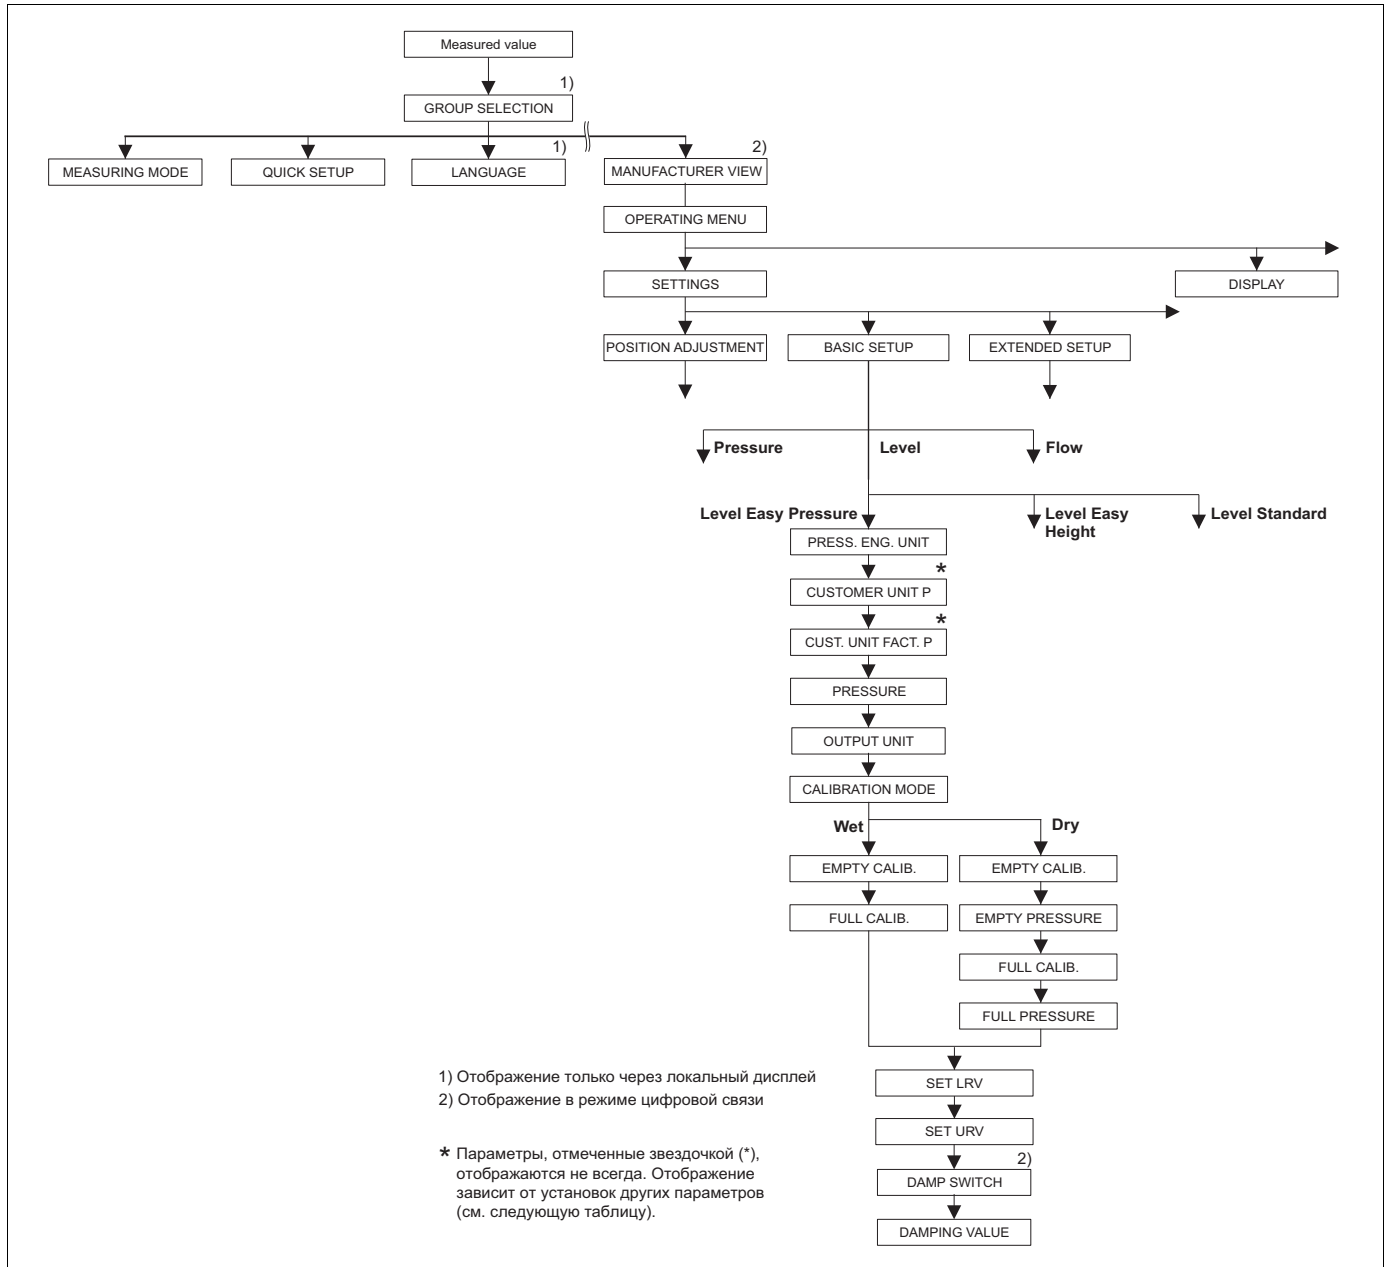 Measured value
1)
GROUP SELECTION
1)
2)
MEASURING MODE
QUICK SETUP
LANGUAGE
MANUFACTURER VIEW
OPERATING MENU
SETTINGS
DISPLAY
POSITION ADJUSTMENT
BASIC SETUP
EXTENDED SETUP
Pressure
Level
Flow
Level Easy Pressure
Level Easy
Height
Level Standard
PRESS. ENG. UNIT
*
CUSTOMER UNIT P
*
CUST. UNIT FACT. P
PRESSURE
OUTPUT UNIT
CALIBRATION MODE
Wet
Dry
EMPTY CALIB.
EMPTY CALIB.
FULL CALIB.
EMPTY PRESSURE
FULL CALIB.
FULL PRESSURE
SET LRV
SET URV
2)
DAMP SWITCH
DAMPING VALUE
1) Отображение только через локальный дисплей
2) Отображение в режиме цифровой связи
* Параметры, отмеченные звездочкой (*),
отображаются не всегда. Отображение
зависит от установок других параметров
(см. следующую таблицу).